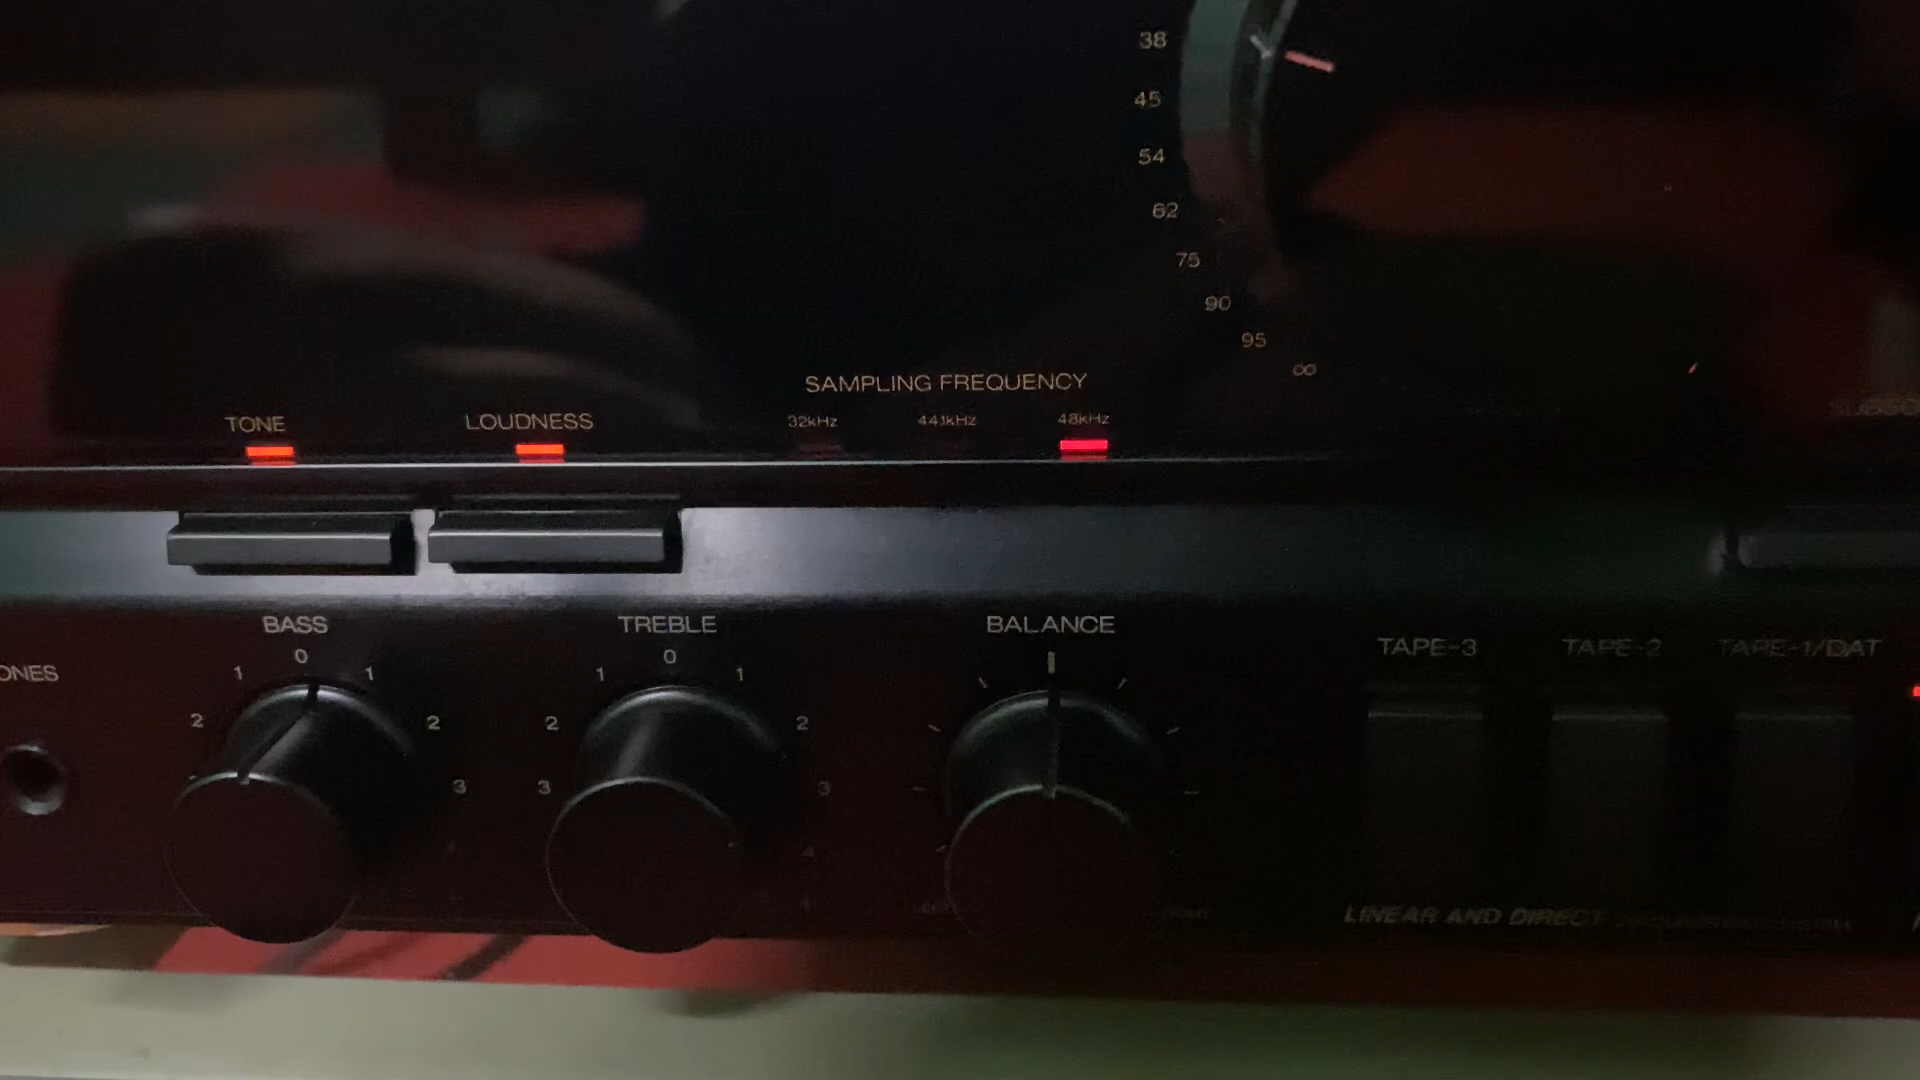 38
45
54
62
75
90
95
∞
SAMPLING FREQUENCY
TONE LOUDNESS 32kHz 44.1kHz 48kHz
BASS TREBLE BALANCE
0 0
1 1 1 1
2 2 2 2
3 3 3
4
ONES
TAPE-3 TAPE-2 TAPE-1/DAT
LINEAR AND DIRECT